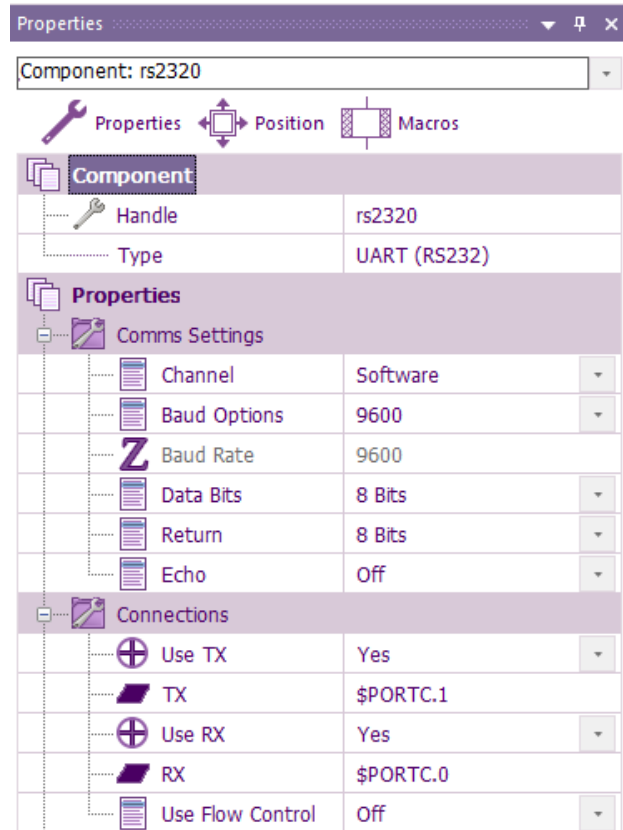 Properties
Component: rs2320
Properties Position Macros
Component
Handle rs2320
Type UART (RS232)
Properties
Comms Settings
Channel Software
Baud Options 9600
Z Baud Rate 9600
Data Bits 8 Bits
Return 8 Bits
Echo Off
Connections
Use TX Yes
TX $PORTC.1
Use RX Yes
RX $PORTC.0
Use Flow Control Off